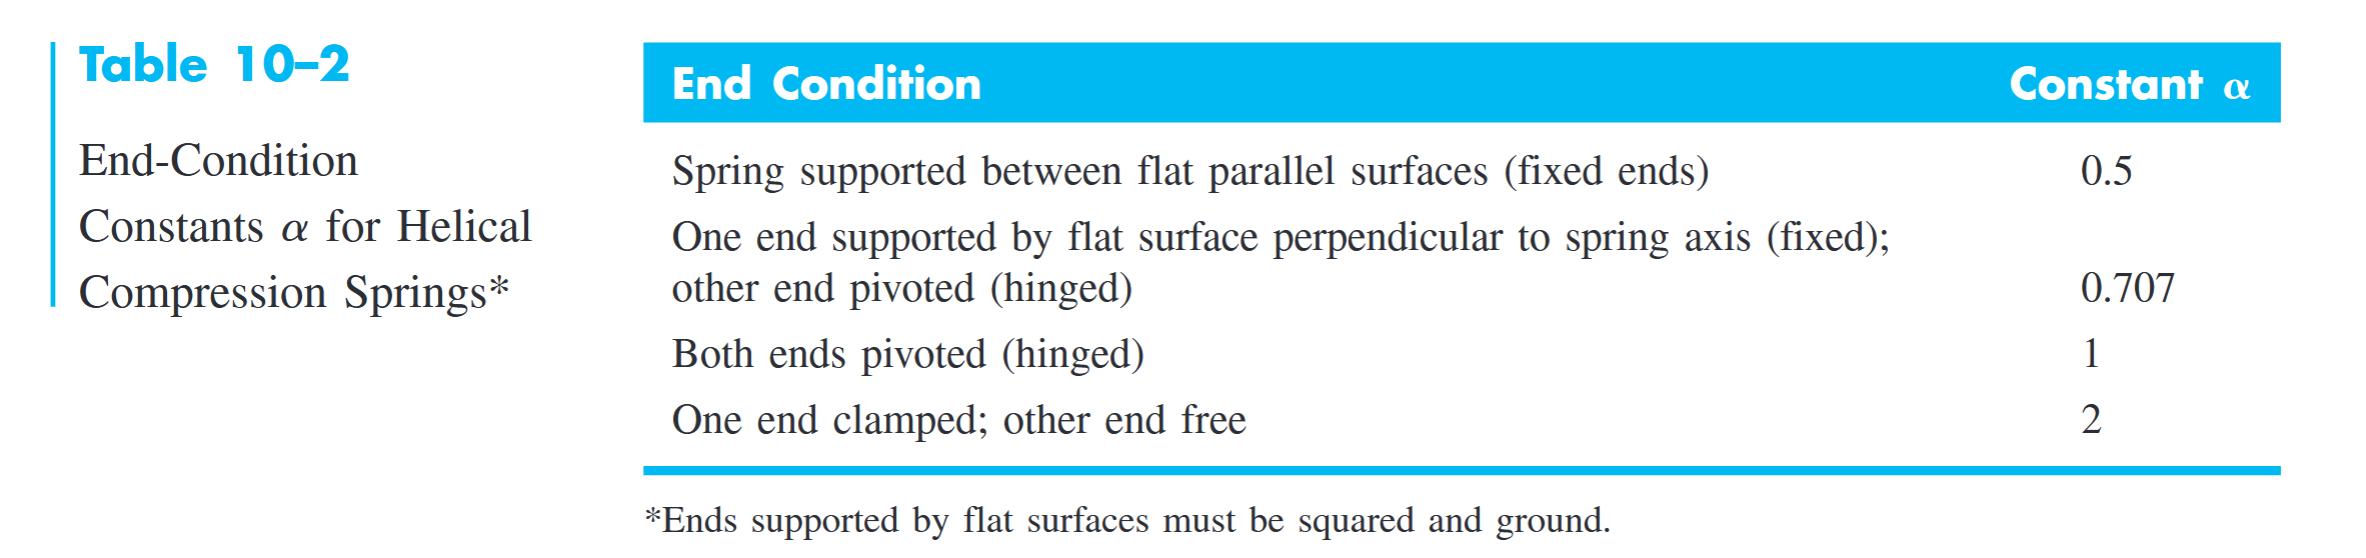 Table 10–2
End-Condition
Constants α for Helical
Compression Springs*
End Condition Constant α
Spring supported between flat parallel surfaces (fixed ends) 0.5
One end supported by flat surface perpendicular to spring axis (fixed);
other end pivoted (hinged) 0.707
Both ends pivoted (hinged) 1
One end clamped; other end free 2
*Ends supported by flat surfaces must be squared and ground.